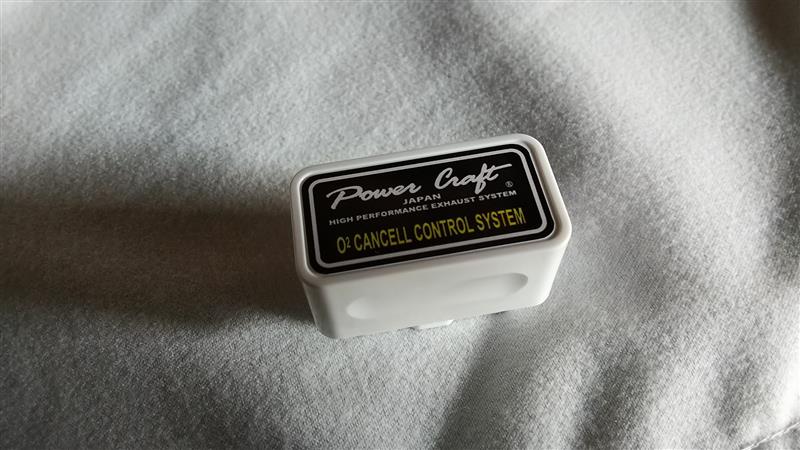 Power Craft ®
JAPAN
HIGH PERFORMANCE EXHAUST SYSTEM
O² CANCELL CONTROL SYSTEM